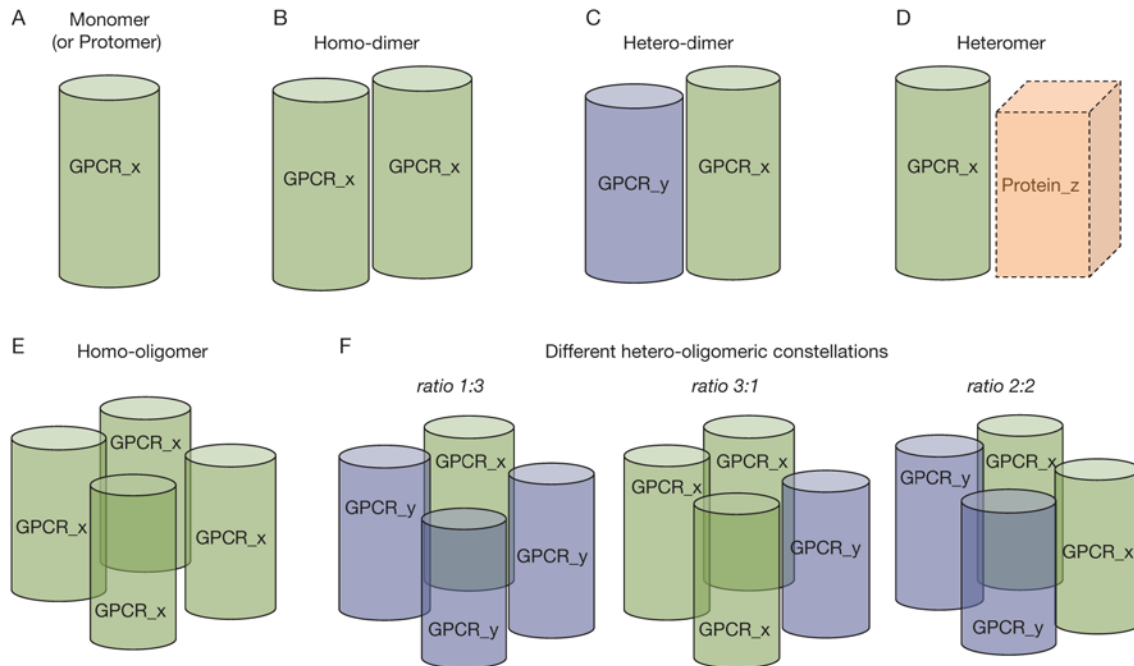 A
Monomer
(or Protomer)
GPCR_x
B
Homo-dimer
GPCR_x
GPCR_x
C
Hetero-dimer
GPCR_y
GPCR_x
D
Heteromer
GPCR_x
Protein_z
E
Homo-oligomer
GPCR_x
GPCR_x
GPCR_x
GPCR_x
F
Different hetero-oligomeric constellations
ratio 1:3
GPCR_x
GPCR_y
GPCR_y
GPCR_y
ratio 3:1
GPCR_x
GPCR_x
GPCR_y
GPCR_x
ratio 2:2
GPCR_x
GPCR_y
GPCR_x
GPCR_y